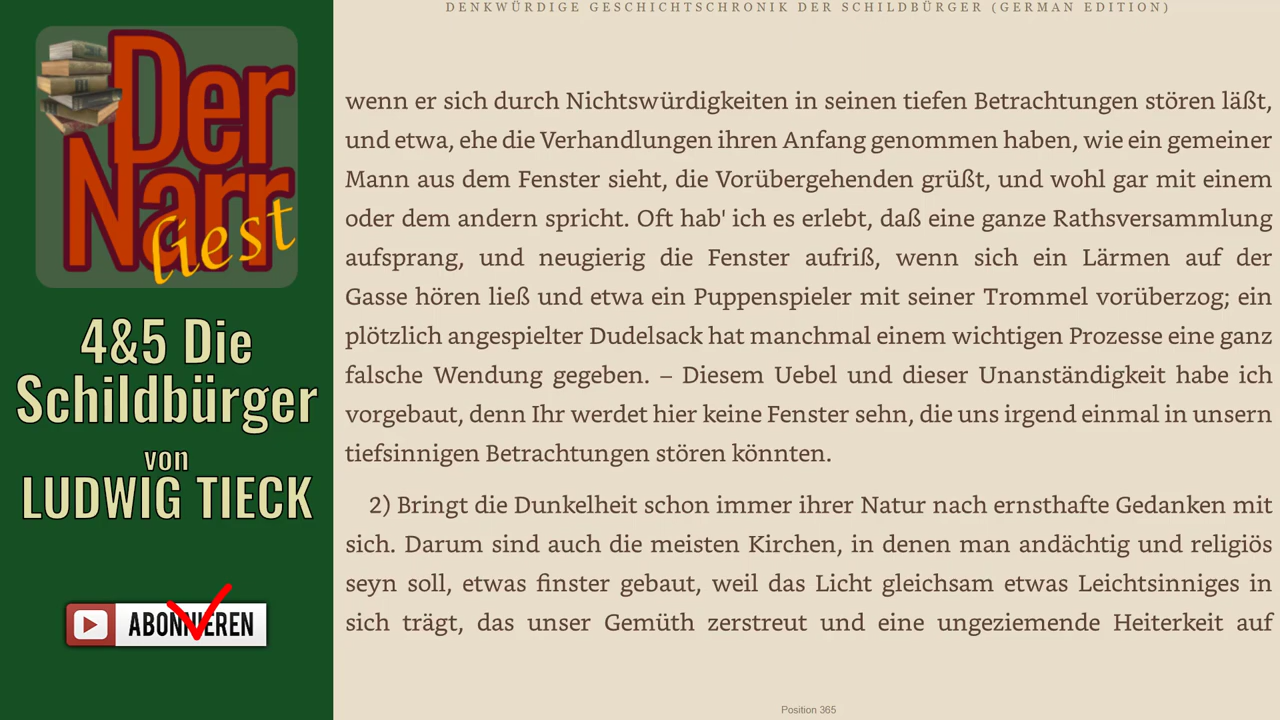 Der
Narr
liest
4&5 Die
Schildbürger
von
LUDWIG TIECK
ABONNIEREN
DENKWÜRDIGE GESCHICHTSCHRONIK DER SCHILDBÜRGER (GERMAN EDITION)
wenn er sich durch Nichtswürdigkeiten in seinen tiefen Betrachtungen stören läßt,
und etwa, ehe die Verhandlungen ihren Anfang genommen haben, wie ein gemeiner
Mann aus dem Fenster sieht, die Vorübergehenden grüßt, und wohl gar mit einem
oder dem andern spricht. Oft hab' ich es erlebt, daß eine ganze Rathsversammlung
aufsprang, und neugierig die Fenster aufriß, wenn sich ein Lärmen auf der
Gasse hören ließ und etwa ein Puppenspieler mit seiner Trommel vorüberzog; ein
plötzlich angespielter Dudelsack hat manchmal einem wichtigen Prozesse eine ganz
falsche Wendung gegeben. – Diesem Uebel und dieser Unanständigkeit habe ich
vorgebaut, denn Ihr werdet hier keine Fenster sehn, die uns irgend einmal in unsern
tiefsinnigen Betrachtungen stören könnten.
2) Bringt die Dunkelheit schon immer ihrer Natur nach ernsthafte Gedanken mit
sich. Darum sind auch die meisten Kirchen, in denen man andächtig und religiös
seyn soll, etwas finster gebaut, weil das Licht gleichsam etwas Leichtsinniges in
sich trägt, das unser Gemüth zerstreut und eine ungeziemende Heiterkeit auf
Position 365